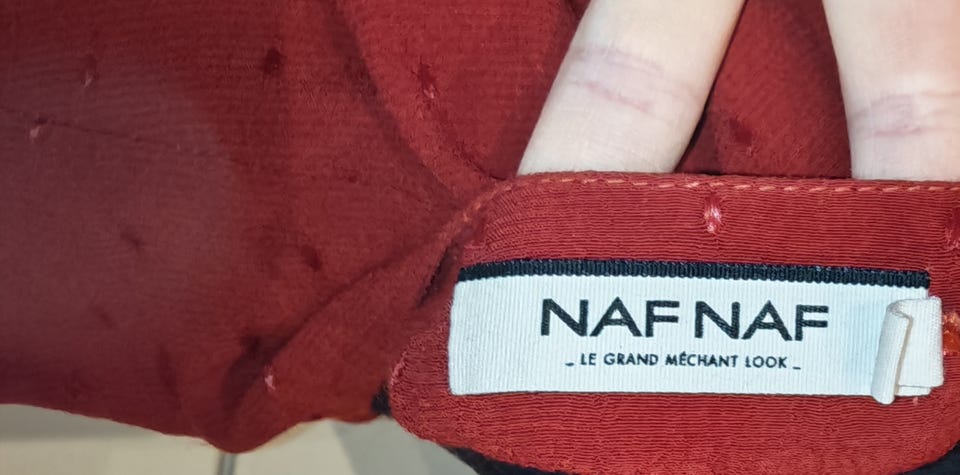 NAF NAF
_ LE GRAND MÉCHANT LOOK _